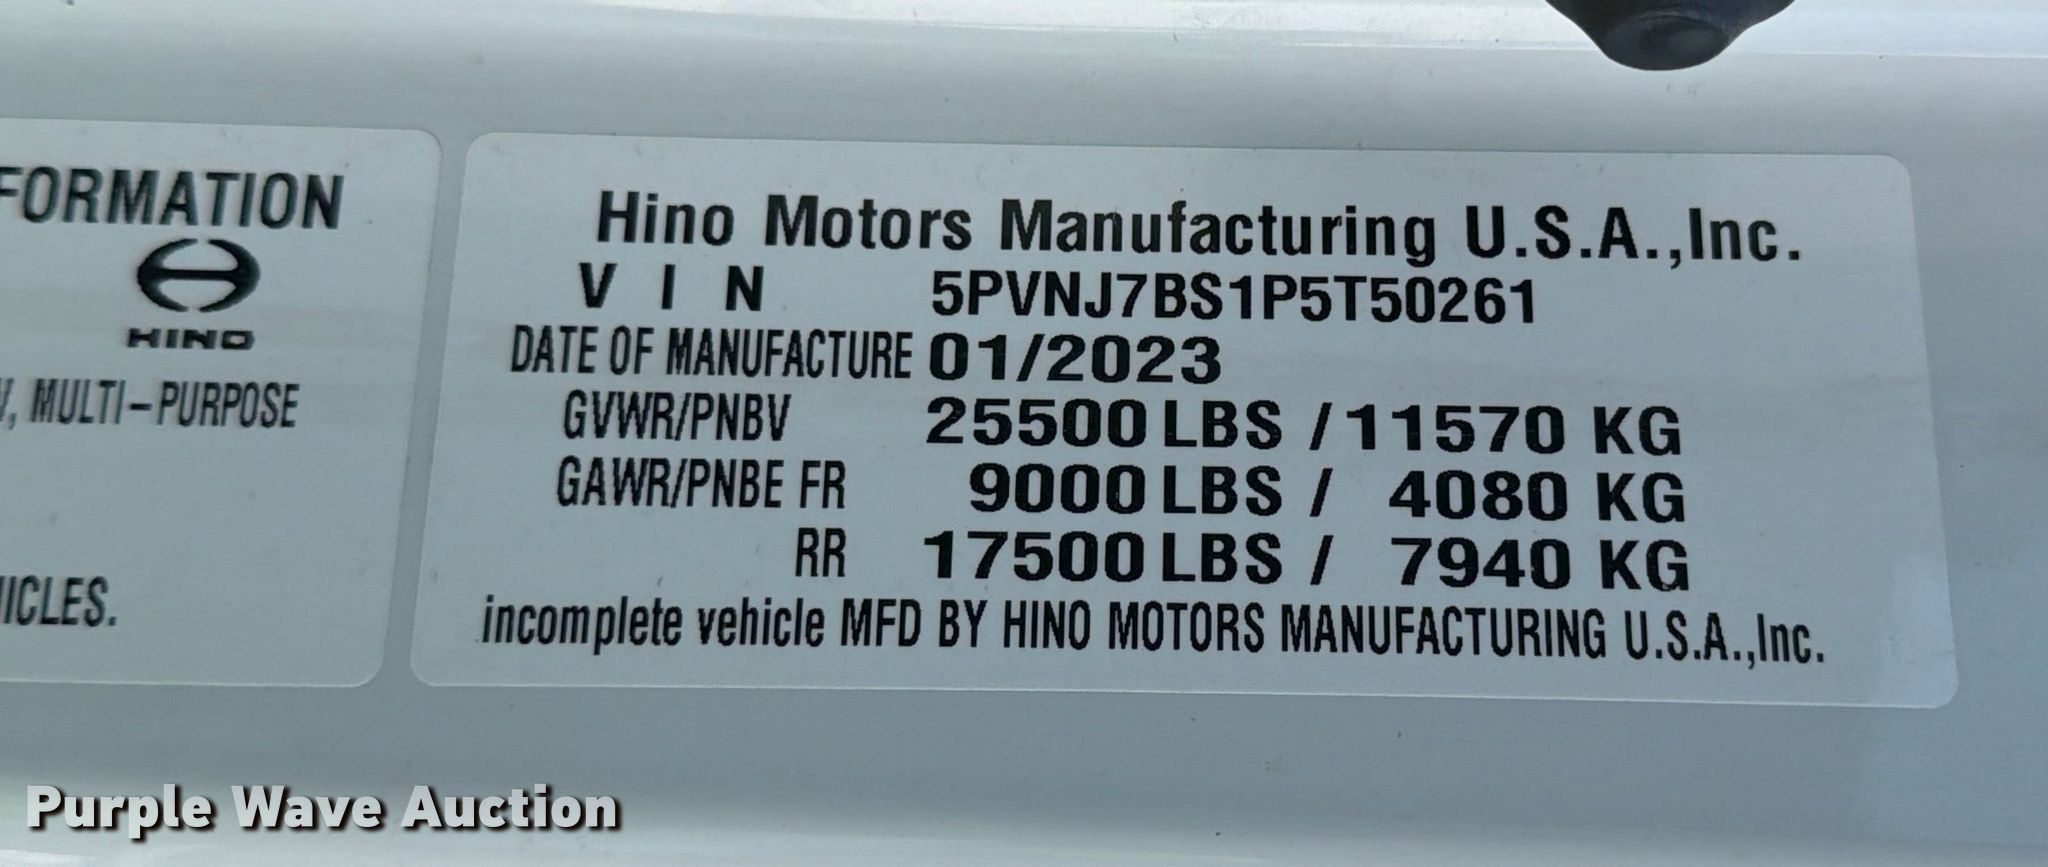 FORMATION
HINO
, MULTI-PURPOSE
ICLES.
Hino Motors Manufacturing U.S.A.,Inc.
V I N 5PVNJ7BS1P5T50261
DATE OF MANUFACTURE 01/2023
GVWR/PNBV 25500 LBS / 11570 KG
GAWR/PNBE FR 9000 LBS / 4080 KG
RR 17500 LBS / 7940 KG
incomplete vehicle MFD BY HINO MOTORS MANUFACTURING U.S.A.,Inc.
Purple Wave Auction